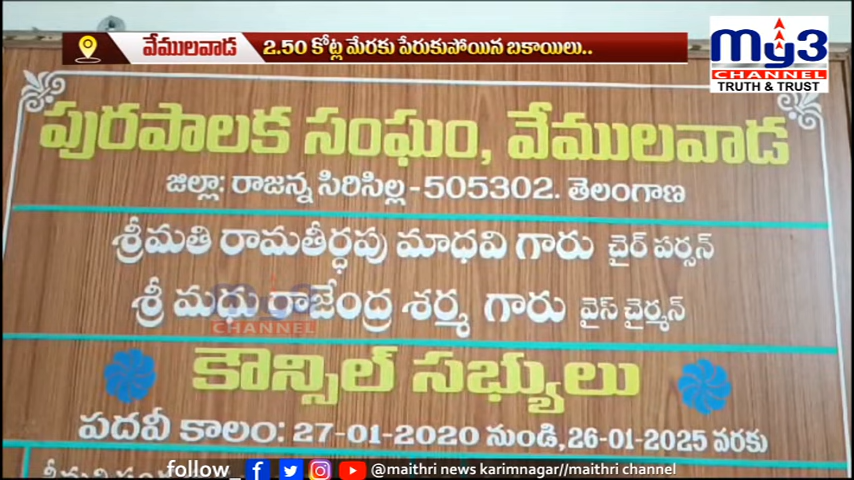 వేములవాడ
2.50 కోట్ల మేరకు పేరుకుపోయిన బకాయిలు..
my3
CHANNEL
TRUTH & TRUST
పురపాలక సంఘం, వేములవాడ
జిల్లా: రాజన్న సిరిసిల్ల -505302. తెలంగాణ
శ్రీమతి రామతీర్థపు మాధవి గారు చైర్ పర్సన్
శ్రీ మధు రాజేంద్ర శర్మ గారు వైస్ చైర్మన్
my3
CHANNEL
కౌన్సిల్ సభ్యులు
పదవీ కాలం: 27-01-2020 నుండి,26-01-2025 వరకు
follow_ @maithri news karimnagar//maithri channel